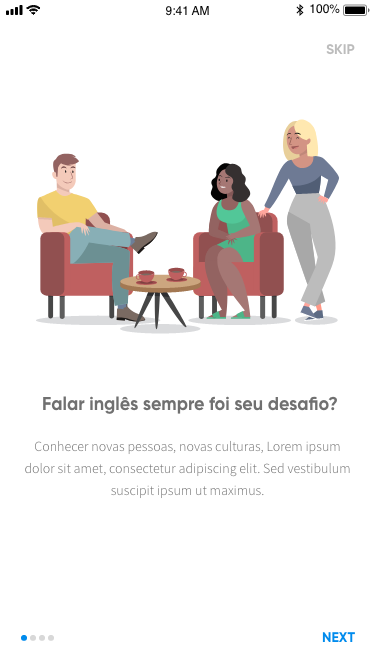 9:41 AM 100%
SKIP
Falar inglês sempre foi seu desafio?
Conhecer novas pessoas, novas culturas, Lorem ipsum
dolor sit amet, consectetur adipiscing elit. Sed vestibulum
suscipit ipsum ut maximus.
NEXT